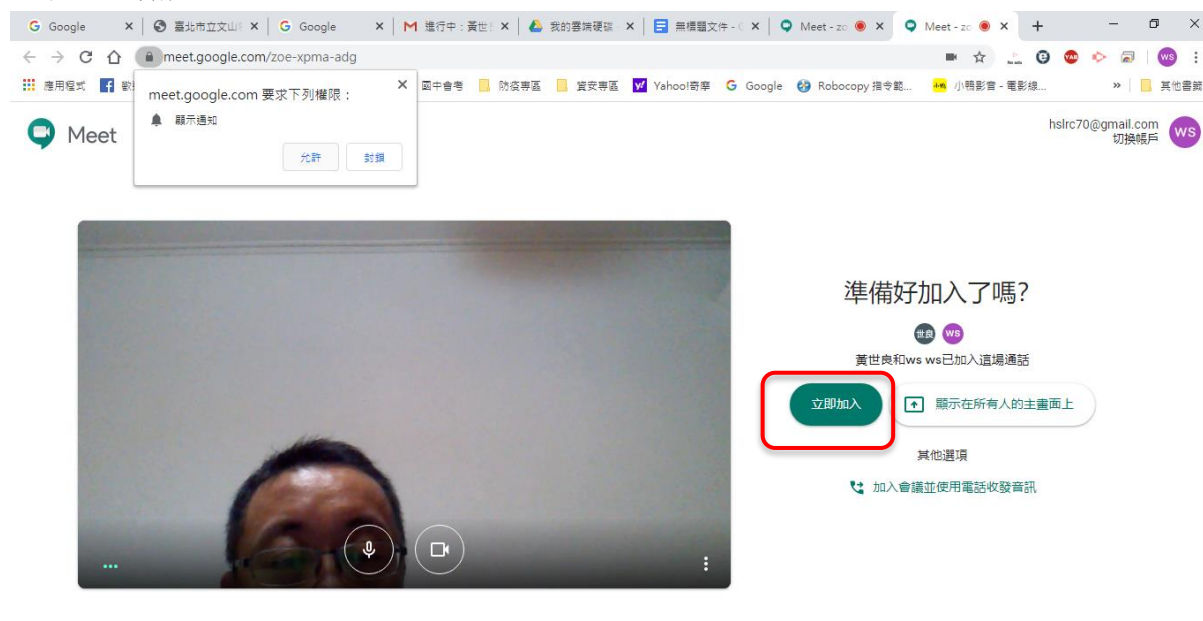 Google
臺北市立文山
Google
進行中：黃世
我的雲端硬碟
無標題文件 -
Meet - zo
Meet - zo
meet.google.com/zoe-xpma-adg
WS
應用程式
國中會考
防疫專區
資安專區
Yahoo!奇摩
Google
Robocopy 指令範...
小鴨影音 - 電影線...
»
其他書籤
meet.google.com 要求下列權限：
顯示通知
允許
封鎖
Meet
hslrc70@gmail.com
切換帳戶
WS
準備好加入了嗎?
世良
WS
黃世良和ws ws已加入這場通話
立即加入
顯示在所有人的主畫面上
其他選項
加入會議並使用電話收發音訊